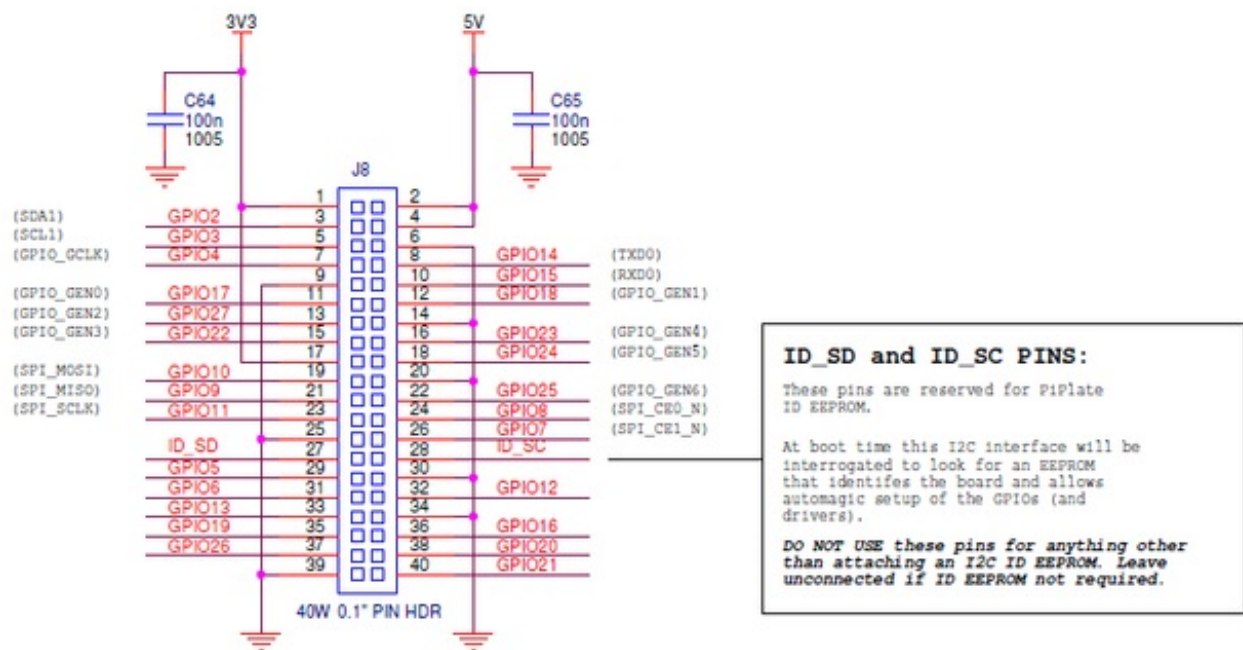 3V3
5V
C64
100n
1005
C65
100n
1005
J8
1 2
(SDA1) GPIO2 3 4
(SCL1) GPIO3 5 6
(GPIO_GCLK) GPIO4 7 8 GPIO14 (TXD0)
9 10 GPIO15 (RXD0)
(GPIO_GEN0) GPIO17 11 12 GPIO18 (GPIO_GEN1)
(GPIO_GEN2) GPIO27 13 14
(GPIO_GEN3) GPIO22 15 16 GPIO23 (GPIO_GEN4)
17 18 GPIO24 (GPIO_GEN5)
(SPI_MOSI) GPIO10 19 20
(SPI_MISO) GPIO9 21 22 GPIO25 (GPIO_GEN6)
(SPI_SCLK) GPIO11 23 24 GPIO8 (SPI_CE0_N)
25 26 GPIO7 (SPI_CE1_N)
ID_SD 27 28 ID_SC
GPIO5 29 30
GPIO6 31 32 GPIO12
GPIO13 33 34
GPIO19 35 36 GPIO16
GPIO26 37 38 GPIO20
39 40 GPIO21
40W 0.1" PIN HDR
ID_SD and ID_SC PINS:
These pins are reserved for PiPlate
ID EEPROM.
At boot time this I2C interface will be
interrogated to look for an EEPROM
that identifes the board and allows
automagic setup of the GPIOs (and
drivers).
DO NOT USE these pins for anything other
than attaching an I2C ID EEPROM. Leave
unconnected if ID EEPROM not required.